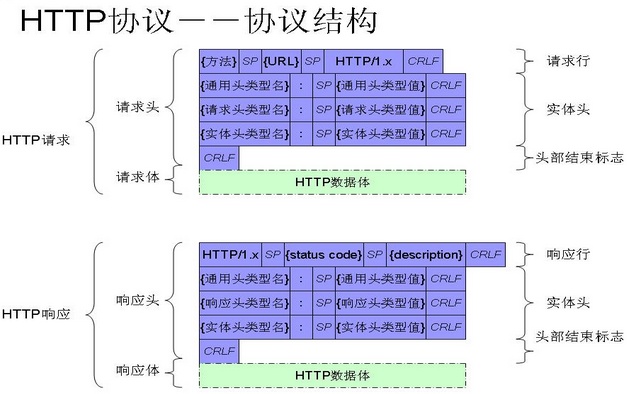 HTTP协议－－协议结构
{方法} SP {URL} SP HTTP/1.x CRLF 请求行
{通用头类型名} : SP {通用头类型值} CRLF
请求头 {请求头类型名} : SP {请求头类型值} CRLF 实体头
{实体头类型名} : SP {实体头类型值} CRLF
HTTP请求
CRLF 头部结束标志
请求体 HTTP数据体
HTTP/1.x SP {status code} SP {description} CRLF 响应行
{通用头类型名} : SP {通用头类型值} CRLF
响应头 {响应头类型名} : SP {响应头类型值} CRLF 实体头
HTTP响应
{实体头类型名} : SP {实体头类型值} CRLF
CRLF 头部结束标志
响应体 HTTP数据体